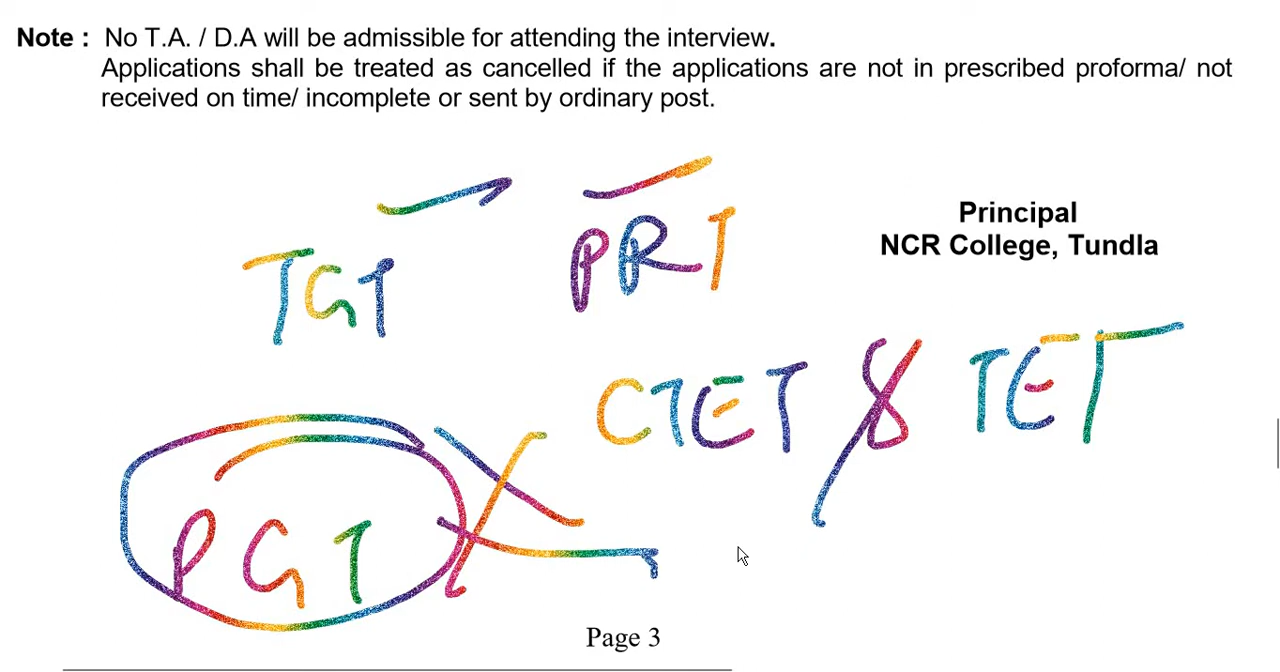 Note : No T.A. / D.A will be admissible for attending the interview.
Applications shall be treated as cancelled if the applications are not in prescribed proforma/ not
received on time/ incomplete or sent by ordinary post.
Principal
NCR College, Tundla
TGT PRT
CTET & TET
PGT
Page 3